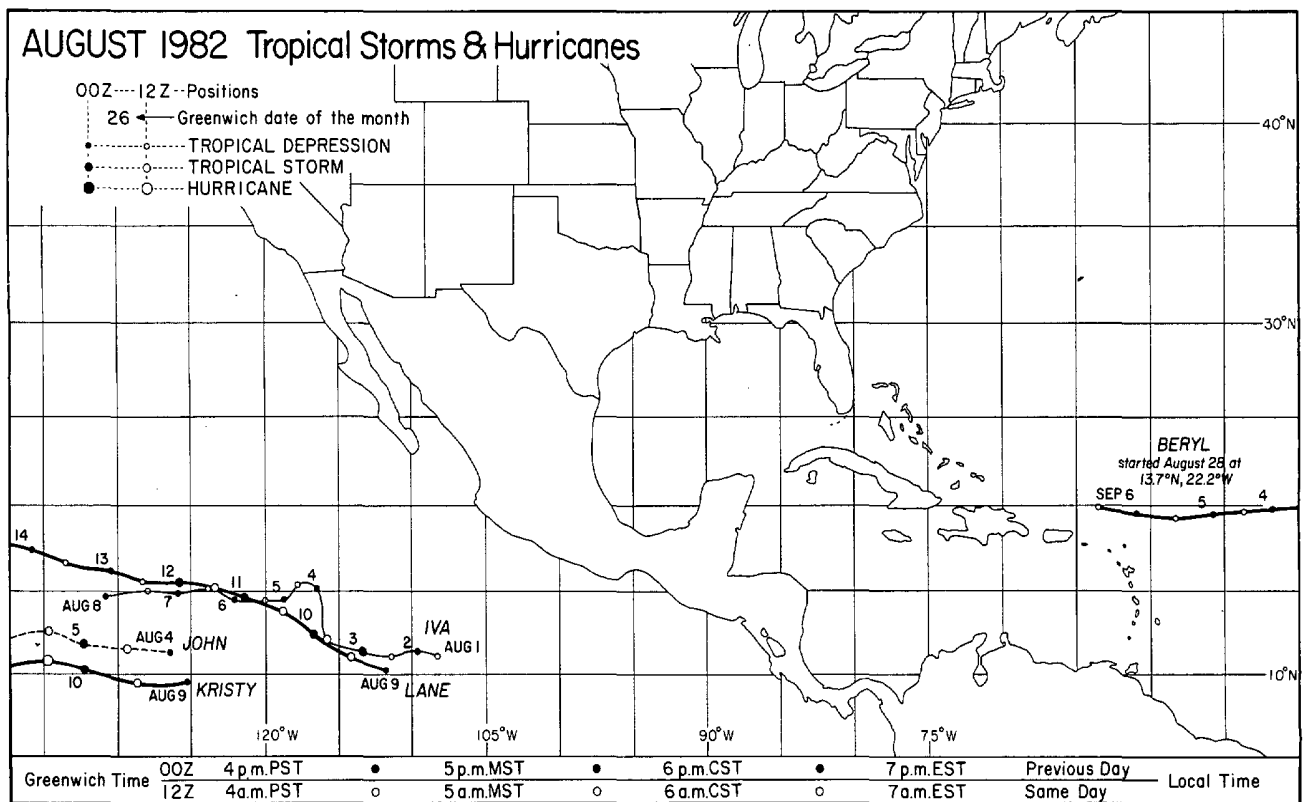 AUGUST 1982 Tropical Storms & Hurricanes
00Z---12Z--Positions
26 Greenwich date of the month
TROPICAL DEPRESSION
TROPICAL STORM
HURRICANE
40°N
30°N
BERYL
started August 28 at
13.7°N, 22.2°W
SEP 6
5
4
14
13
12
11
10
AUG 8
7
6
5
4
3
2
IVA
AUG 1
5
AUG 4
JOHN
10
AUG 9
KRISTY
AUG 9
LANE
10°N
120°W
105°W
90°W
75°W
Greenwich Time
00Z 4 p.m. PST 5 p.m. MST 6 p.m. CST 7 p.m. EST Previous Day
12Z 4 a.m. PST 5 a.m. MST 6 a.m. CST 7 a.m. EST Same Day
Local Time